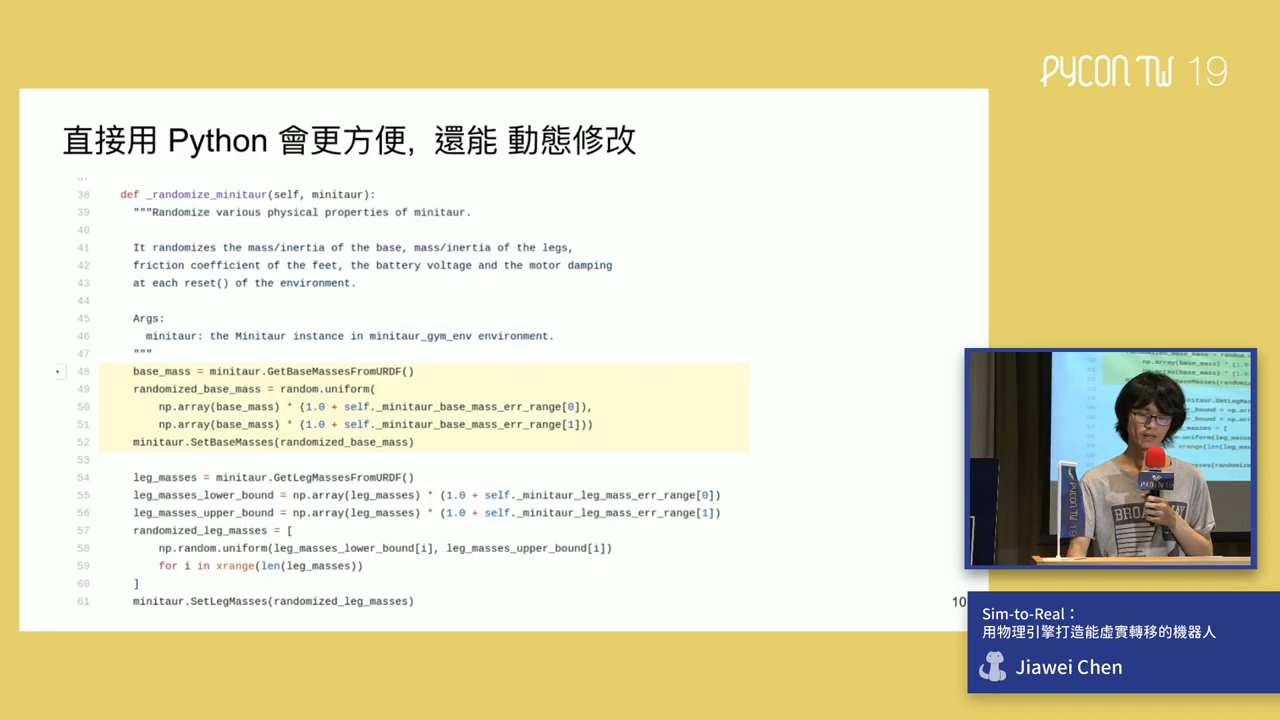 PYCON TW 19
直接用 Python 會更方便, 還能 動態修改
38 def _randomize_minitaur(self, minitaur):
39 """Randomize various physical properties of minitaur.
40
41 It randomizes the mass/inertia of the base, mass/inertia of the legs,
42 friction coefficient of the feet, the battery voltage and the motor damping
43 at each reset() of the environment.
44
45 Args:
46 minitaur: the Minitaur instance in minitaur_gym_env environment.
47 """
48 base_mass = minitaur.GetBaseMassesFromURDF()
49 randomized_base_mass = random.uniform(
50 np.array(base_mass) * (1.0 + self._minitaur_base_mass_err_range[0]),
51 np.array(base_mass) * (1.0 + self._minitaur_base_mass_err_range[1]))
52 minitaur.SetBaseMasses(randomized_base_mass)
53
54 leg_masses = minitaur.GetLegMassesFromURDF()
55 leg_masses_lower_bound = np.array(leg_masses) * (1.0 + self._minitaur_leg_mass_err_range[0])
56 leg_masses_upper_bound = np.array(leg_masses) * (1.0 + self._minitaur_leg_mass_err_range[1])
57 randomized_leg_masses = [
58 np.random.uniform(leg_masses_lower_bound[i], leg_masses_upper_bound[i])
59 for i in xrange(len(leg_masses))
60 ]
61 minitaur.SetLegMasses(randomized_leg_masses)
10
PYCON TW
BROADWAY
Sim-to-Real：
用物理引擎打造能虛實轉移的機器人
Jiawei Chen